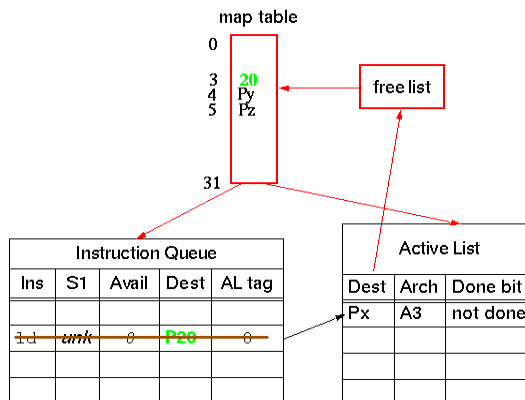 map table
0
3 20
4 Py
5 Pz
31
free list
Instruction Queue
Ins S1 Avail Dest AL tag
ld unk 0 P20 0
Active List
Dest Arch Done bit
Px A3 not done